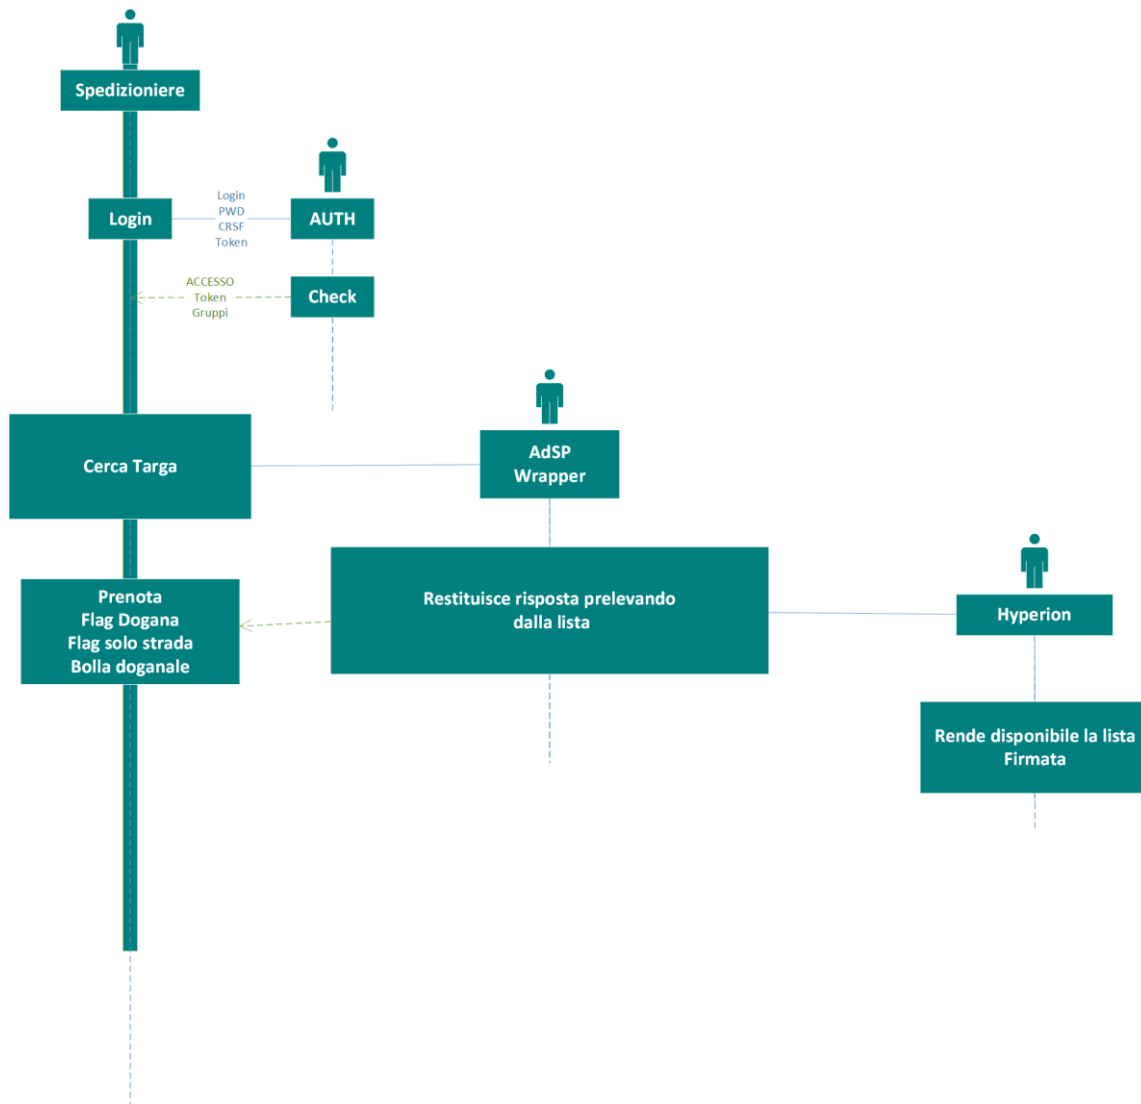 Spedizioniere
Login
Login
PWD
CRSF
Token
AUTH
ACCESSO
Token
Gruppi
Check
Cerca Targa
AdSP
Wrapper
Prenota
Flag Dogana
Flag solo strada
Bolla doganale
Restituisce risposta prelevando
dalla lista
Hyperion
Rende disponibile la lista
Firmata